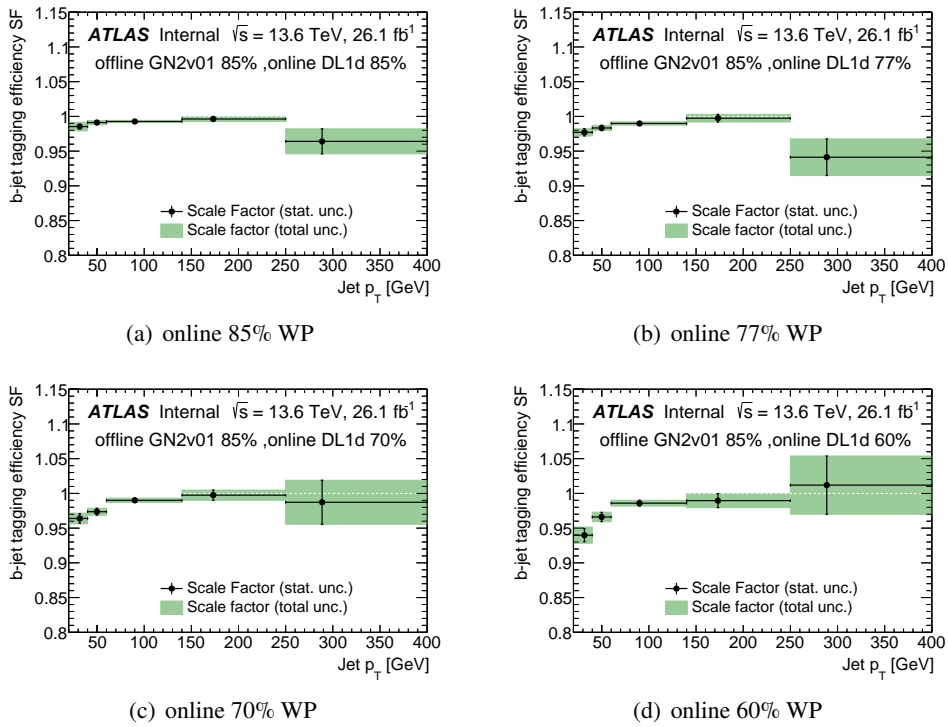 b-jet tagging efficiency SF
1.15
1.1
1.05
1
0.95
0.9
0.85
0.8
ATLAS Internal √s = 13.6 TeV, 26.1 fb⁻¹
offline GN2v01 85% ,online DL1d 85%
Scale Factor (stat. unc.)
Scale factor (total unc.)
50 100 150 200 250 300 350 400
Jet p_T [GeV]
(a) online 85% WP
b-jet tagging efficiency SF
1.15
1.1
1.05
1
0.95
0.9
0.85
0.8
ATLAS Internal √s = 13.6 TeV, 26.1 fb⁻¹
offline GN2v01 85% ,online DL1d 77%
Scale Factor (stat. unc.)
Scale factor (total unc.)
50 100 150 200 250 300 350 400
Jet p_T [GeV]
(b) online 77% WP
b-jet tagging efficiency SF
1.15
1.1
1.05
1
0.95
0.9
0.85
0.8
ATLAS Internal √s = 13.6 TeV, 26.1 fb⁻¹
offline GN2v01 85% ,online DL1d 70%
Scale Factor (stat. unc.)
Scale factor (total unc.)
50 100 150 200 250 300 350 400
Jet p_T [GeV]
(c) online 70% WP
b-jet tagging efficiency SF
1.15
1.1
1.05
1
0.95
0.9
0.85
0.8
ATLAS Internal √s = 13.6 TeV, 26.1 fb⁻¹
offline GN2v01 85% ,online DL1d 60%
Scale Factor (stat. unc.)
Scale factor (total unc.)
50 100 150 200 250 300 350 400
Jet p_T [GeV]
(d) online 60% WP